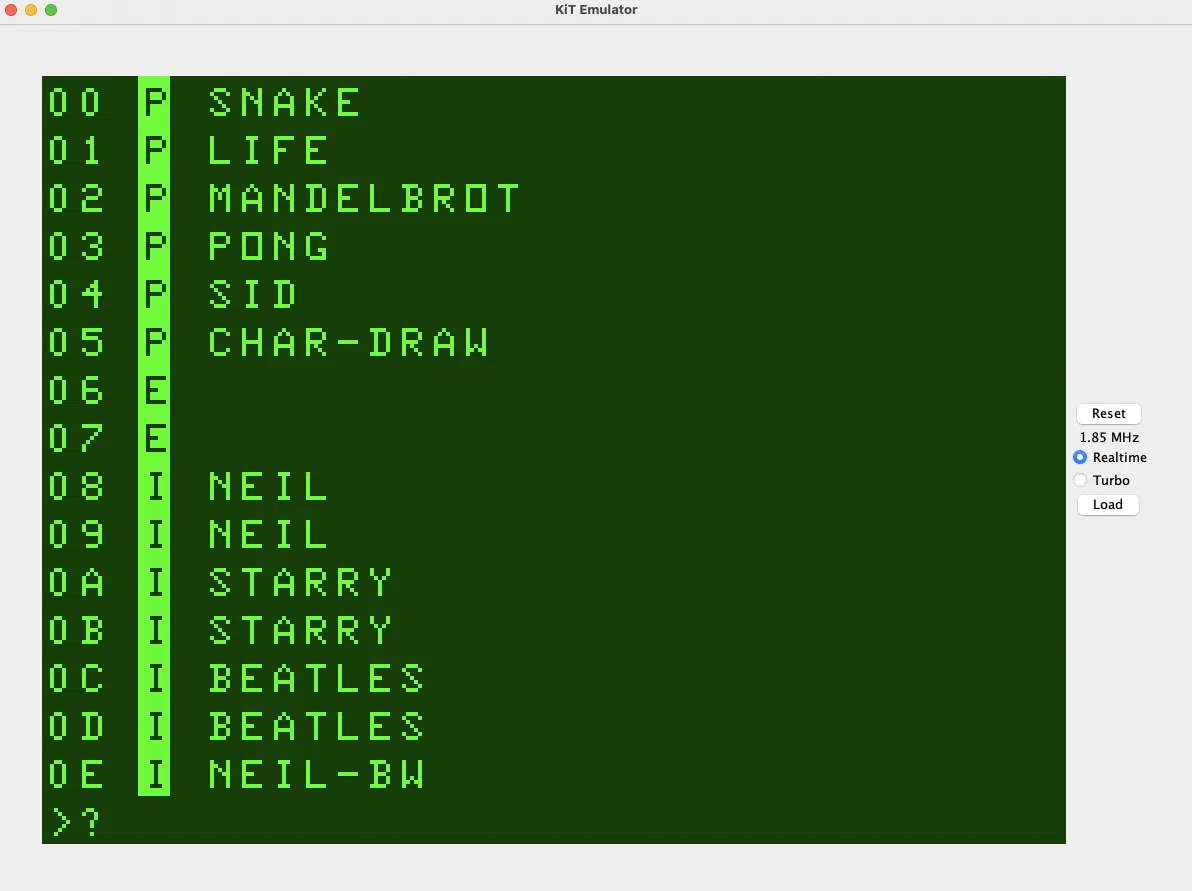 KiT Emulator
00 P SNAKE
01 P LIFE
02 P MANDELBROT
03 P PONG
04 P SID
05 P CHAR-DRAW
06 E
07 E
08 I NEIL
09 I NEIL
0A I STARRY
0B I STARRY
0C I BEATLES
0D I BEATLES
0E I NEIL-BW
>?
Reset
1.85 MHz
Realtime
Turbo
Load